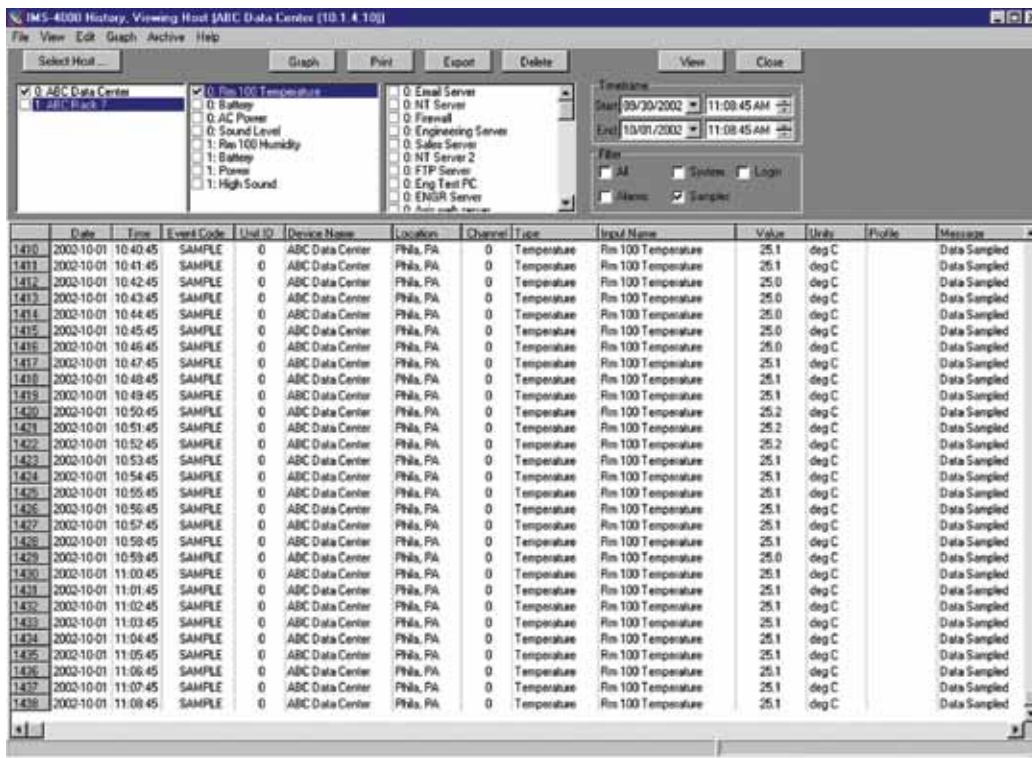 IMS-4000 History, Viewing Host [ABC Data Center (10.1.4.10)]
File View Edit Graph Archive Help
Select Host ... Graph Print Export Delete View Close
0: ABC Data Center
1: ABC Rack 7
0: Rm 100 Temperature
0: Battery
0: AC Power
0: Sound Level
1: Rm 100 Humidity
1: Battery
1: Power
1: High Sound
0: Email Server
0: NT Server
0: Firewall
0: Engineering Server
0: Sales Server
0: NT Server 2
0: FTP Server
0: Eng Test PC
0: ENGR Server
0: Axis web server
Timeframe
Start 09/30/2002 11:08:45 AM
End 10/01/2002 11:08:45 AM
Filter
All System Login
Alarms Samples
Date Time Event Code Unit ID Device Name Location Channel Type Input Name Value Units Profile Message
1410 2002-10-01 10:40:45 SAMPLE 0 ABC Data Center Phila, PA 0 Temperature Rm 100 Temperature 25.1 deg C Data Sampled
1411 2002-10-01 10:41:45 SAMPLE 0 ABC Data Center Phila, PA 0 Temperature Rm 100 Temperature 25.1 deg C Data Sampled
1412 2002-10-01 10:42:45 SAMPLE 0 ABC Data Center Phila, PA 0 Temperature Rm 100 Temperature 25.0 deg C Data Sampled
1413 2002-10-01 10:43:45 SAMPLE 0 ABC Data Center Phila, PA 0 Temperature Rm 100 Temperature 25.0 deg C Data Sampled
1414 2002-10-01 10:44:45 SAMPLE 0 ABC Data Center Phila, PA 0 Temperature Rm 100 Temperature 25.0 deg C Data Sampled
1415 2002-10-01 10:45:45 SAMPLE 0 ABC Data Center Phila, PA 0 Temperature Rm 100 Temperature 25.0 deg C Data Sampled
1416 2002-10-01 10:46:45 SAMPLE 0 ABC Data Center Phila, PA 0 Temperature Rm 100 Temperature 25.0 deg C Data Sampled
1417 2002-10-01 10:47:45 SAMPLE 0 ABC Data Center Phila, PA 0 Temperature Rm 100 Temperature 25.1 deg C Data Sampled
1418 2002-10-01 10:48:45 SAMPLE 0 ABC Data Center Phila, PA 0 Temperature Rm 100 Temperature 25.1 deg C Data Sampled
1419 2002-10-01 10:49:45 SAMPLE 0 ABC Data Center Phila, PA 0 Temperature Rm 100 Temperature 25.1 deg C Data Sampled
1420 2002-10-01 10:50:45 SAMPLE 0 ABC Data Center Phila, PA 0 Temperature Rm 100 Temperature 25.2 deg C Data Sampled
1421 2002-10-01 10:51:45 SAMPLE 0 ABC Data Center Phila, PA 0 Temperature Rm 100 Temperature 25.2 deg C Data Sampled
1422 2002-10-01 10:52:45 SAMPLE 0 ABC Data Center Phila, PA 0 Temperature Rm 100 Temperature 25.2 deg C Data Sampled
1423 2002-10-01 10:53:45 SAMPLE 0 ABC Data Center Phila, PA 0 Temperature Rm 100 Temperature 25.1 deg C Data Sampled
1424 2002-10-01 10:54:45 SAMPLE 0 ABC Data Center Phila, PA 0 Temperature Rm 100 Temperature 25.1 deg C Data Sampled
1425 2002-10-01 10:55:45 SAMPLE 0 ABC Data Center Phila, PA 0 Temperature Rm 100 Temperature 25.1 deg C Data Sampled
1426 2002-10-01 10:56:45 SAMPLE 0 ABC Data Center Phila, PA 0 Temperature Rm 100 Temperature 25.1 deg C Data Sampled
1427 2002-10-01 10:57:45 SAMPLE 0 ABC Data Center Phila, PA 0 Temperature Rm 100 Temperature 25.1 deg C Data Sampled
1428 2002-10-01 10:58:45 SAMPLE 0 ABC Data Center Phila, PA 0 Temperature Rm 100 Temperature 25.1 deg C Data Sampled
1429 2002-10-01 10:59:45 SAMPLE 0 ABC Data Center Phila, PA 0 Temperature Rm 100 Temperature 25.0 deg C Data Sampled
1430 2002-10-01 11:00:45 SAMPLE 0 ABC Data Center Phila, PA 0 Temperature Rm 100 Temperature 25.1 deg C Data Sampled
1431 2002-10-01 11:01:45 SAMPLE 0 ABC Data Center Phila, PA 0 Temperature Rm 100 Temperature 25.1 deg C Data Sampled
1432 2002-10-01 11:02:45 SAMPLE 0 ABC Data Center Phila, PA 0 Temperature Rm 100 Temperature 25.1 deg C Data Sampled
1433 2002-10-01 11:03:45 SAMPLE 0 ABC Data Center Phila, PA 0 Temperature Rm 100 Temperature 25.1 deg C Data Sampled
1434 2002-10-01 11:04:45 SAMPLE 0 ABC Data Center Phila, PA 0 Temperature Rm 100 Temperature 25.1 deg C Data Sampled
1435 2002-10-01 11:05:45 SAMPLE 0 ABC Data Center Phila, PA 0 Temperature Rm 100 Temperature 25.1 deg C Data Sampled
1436 2002-10-01 11:06:45 SAMPLE 0 ABC Data Center Phila, PA 0 Temperature Rm 100 Temperature 25.1 deg C Data Sampled
1437 2002-10-01 11:07:45 SAMPLE 0 ABC Data Center Phila, PA 0 Temperature Rm 100 Temperature 25.1 deg C Data Sampled
1438 2002-10-01 11:08:45 SAMPLE 0 ABC Data Center Phila, PA 0 Temperature Rm 100 Temperature 25.1 deg C Data Sampled